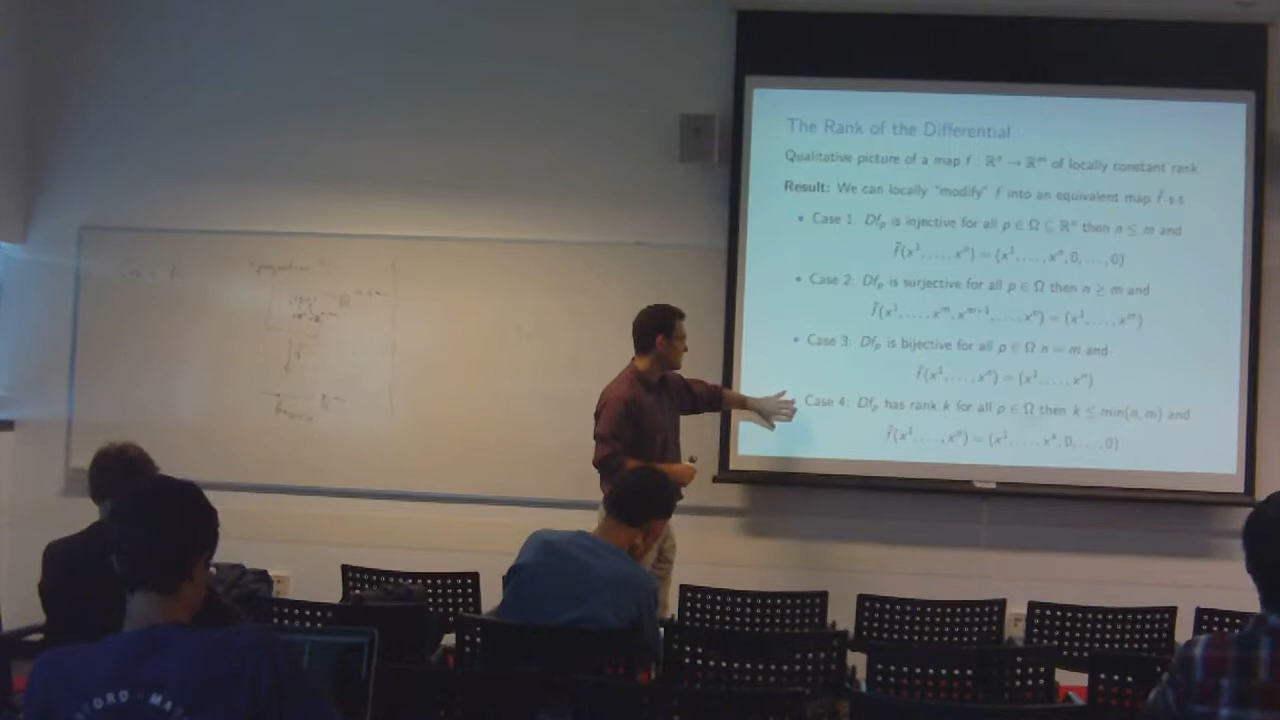 The Rank of the Differential
Qualitative picture of a map f : ℝⁿ → ℝᵐ of locally constant rank.
Result: We can locally "modify" f into an equivalent map f̃ s.t.
• Case 1: Df_p is injective for all p ∈ Ω ⊆ ℝⁿ then n ≤ m and
f̃(x¹, . . . , xⁿ) = (x¹, . . . , xⁿ, 0, . . . , 0)
• Case 2: Df_p is surjective for all p ∈ Ω then n ≥ m and
f̃(x¹, . . . , xᵐ, xᵐ⁺¹, . . . , xⁿ) = (x¹, . . . , xᵐ)
• Case 3: Df_p is bijective for all p ∈ Ω n = m and
f̃(x¹, . . . , xⁿ) = (x¹, . . . , xⁿ)
Case 4: Df_p has rank k for all p ∈ Ω then k ≤ min(n, m) and
f̃(x¹, . . . , xⁿ) = (x¹, . . . , xᵏ, 0, . . . , 0)
"projection"